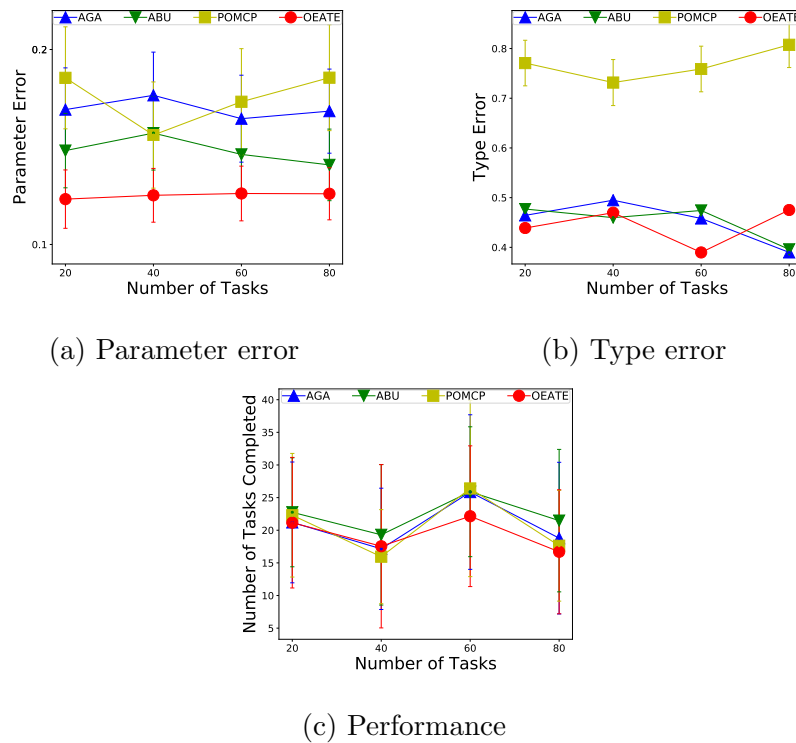 AGA ABU POMCP OEATE
0.2
0.1
Parameter Error
20 40 60 80
Number of Tasks
(a) Parameter error
AGA ABU POMCP OEATE
0.8
0.7
0.6
0.5
0.4
Type Error
20 40 60 80
Number of Tasks
(b) Type error
AGA ABU POMCP OEATE
40
35
30
25
20
15
10
5
Number of Tasks Completed
20 40 60 80
Number of Tasks
(c) Performance